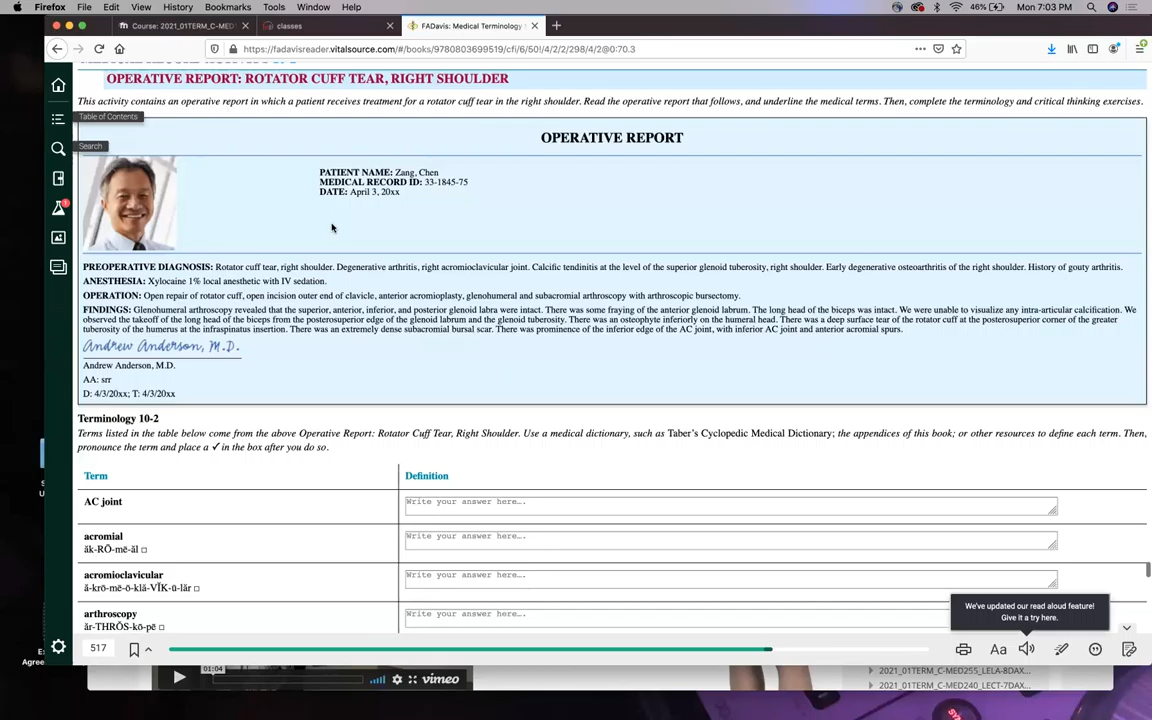 Firefox File Edit View History Bookmarks Tools Window Help 46% Mon 7:03 PM
Course: 2021_01TERM_C-MED classes FADavis: Medical Terminology
https://fadavisreader.vitalsource.com/#/books/9780803699519/cfi/6/60!/4/2/2/298/4/2@0:70.3
OPERATIVE REPORT: ROTATOR CUFF TEAR, RIGHT SHOULDER
This activity contains an operative report in which a patient receives treatment for a rotator cuff tear in the right shoulder. Read the operative report that follows, and underline the medical terms. Then, complete the terminology and critical thinking exercises.
Table of Contents
OPERATIVE REPORT
Search
PATIENT NAME: Zang, Chen
MEDICAL RECORD ID: 33-1845-75
DATE: April 3, 20xx
1
PREOPERATIVE DIAGNOSIS: Rotator cuff tear, right shoulder. Degenerative arthritis, right acromioclavicular joint. Calcific tendinitis at the level of the superior glenoid tuberosity, right shoulder. Early degenerative osteoarthritis of the right shoulder. History of gouty arthritis.
ANESTHESIA: Xylocaine 1% local anesthetic with IV sedation.
OPERATION: Open repair of rotator cuff, open incision outer end of clavicle, anterior acromioplasty, glenohumeral and subacromial arthroscopy with arthroscopic bursectomy.
FINDINGS: Glenohumeral arthroscopy revealed that the superior, anterior, inferior, and posterior glenoid labra were intact. There was some fraying of the anterior glenoid labrum. The long head of the biceps was intact. We were unable to visualize any intra-articular calcification. We
observed the takeoff of the long head of the biceps from the posterosuperior edge of the glenoid labrum and the glenoid tuberosity. There was an osteophyte inferiorly on the humeral head. There was a deep surface tear of the rotator cuff at the posterosuperior corner of the greater
tuberosity of the humerus at the infraspinatus insertion. There was an extremely dense subacromial bursal scar. There was prominence of the inferior edge of the AC joint, with inferior AC joint and anterior acromial spurs.
Andrew Anderson, M.D.
Andrew Anderson, M.D.
AA: srr
D: 4/3/20xx; T: 4/3/20xx
Terminology 10-2
Terms listed in the table below come from the above Operative Report: Rotator Cuff Tear, Right Shoulder. Use a medical dictionary, such as Taber's Cyclopedic Medical Dictionary; the appendices of this book; or other resources to define each term. Then,
pronounce the term and place a ✓ in the box after you do so.
Term Definition
AC joint Write your answer here....
acromial Write your answer here....
ăk-RŌ-mē-ăl □
acromioclavicular Write your answer here....
ă-krō-mē-ō-klă-VĬK-ū-lăr □
arthroscopy Write your answer here....
ăr-THRŎS-kō-pē □
We've updated our read aloud feature!
Give it a try here.
517 Aa
01:04
vimeo
2021_01TERM_C-MED255_LELA-8DAX...
2021_01TERM_C-MED240_LECT-7DAX...
Agree